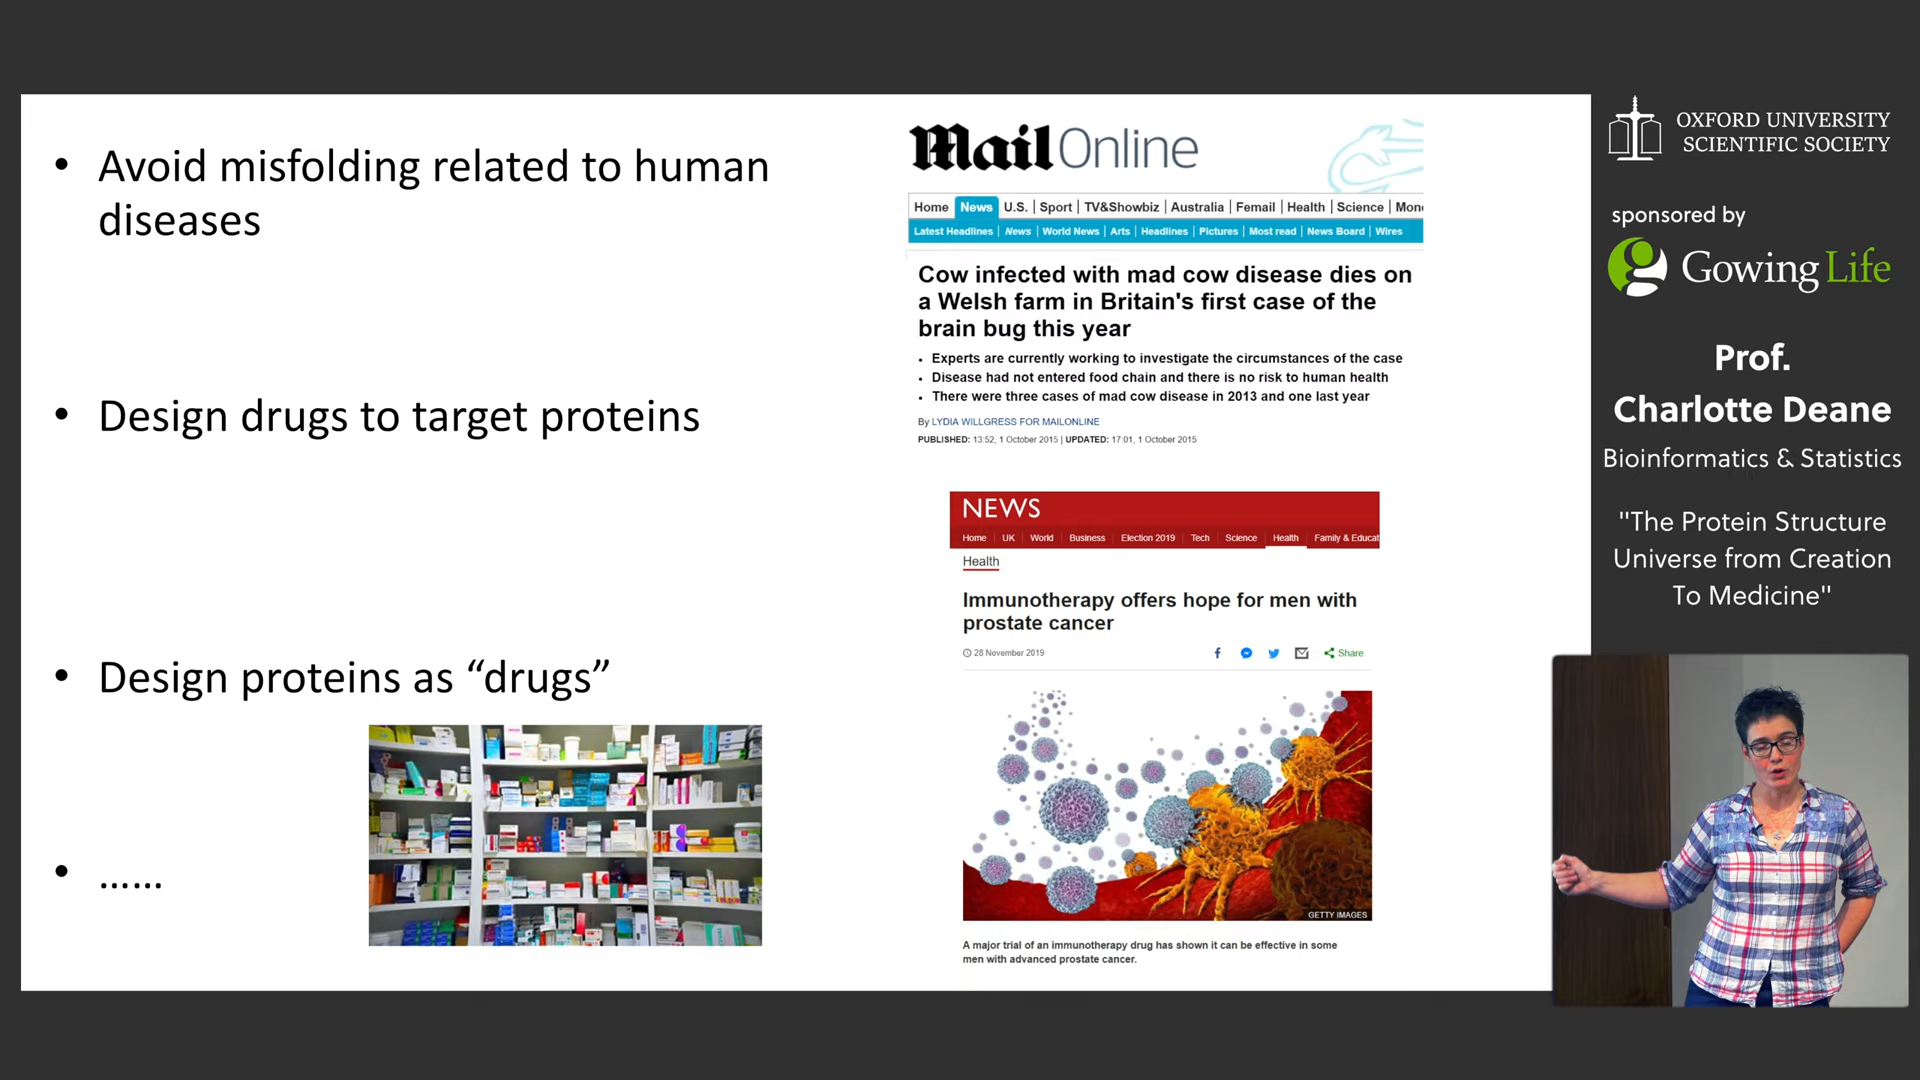 • Avoid misfolding related to human
diseases
• Design drugs to target proteins
• Design proteins as “drugs”
• ……
Mail Online
Home News U.S. | Sport | TV&Showbiz | Australia | Femail | Health | Science | Mon
Latest Headlines | News | World News | Arts | Headlines | Pictures | Most read | News Board | Wires
Cow infected with mad cow disease dies on
a Welsh farm in Britain's first case of the
brain bug this year
• Experts are currently working to investigate the circumstances of the case
• Disease had not entered food chain and there is no risk to human health
• There were three cases of mad cow disease in 2013 and one last year
By LYDIA WILLGRESS FOR MAILONLINE
PUBLISHED: 13:52, 1 October 2015 | UPDATED: 17:01, 1 October 2015
NEWS
Home UK World Business Election 2019 Tech Science Health Family & Educat
Health
Immunotherapy offers hope for men with
prostate cancer
28 November 2019 Share
GETTY IMAGES
A major trial of an immunotherapy drug has shown it can be effective in some
men with advanced prostate cancer.
OXFORD UNIVERSITY
SCIENTIFIC SOCIETY
sponsored by
Gowing Life
Prof.
Charlotte Deane
Bioinformatics & Statistics
"The Protein Structure
Universe from Creation
To Medicine"